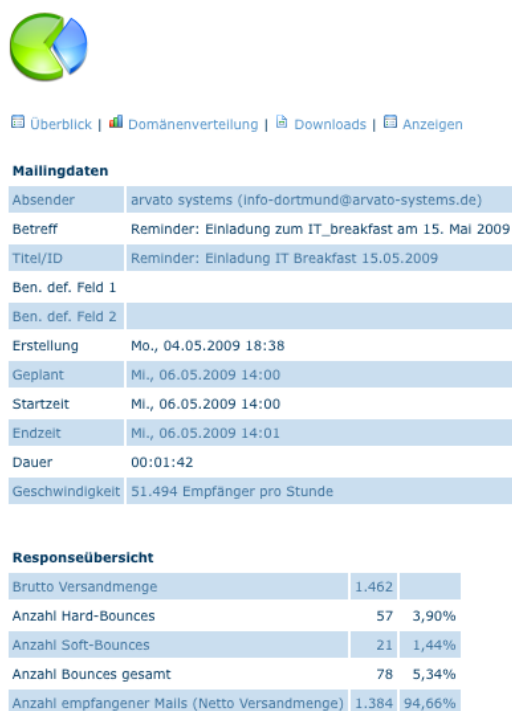 Überblick | Domänenverteilung | Downloads | Anzeigen
Mailingdaten
Absender arvato systems (info-dortmund@arvato-systems.de)
Betreff Reminder: Einladung zum IT_breakfast am 15. Mai 2009
Titel/ID Reminder: Einladung IT Breakfast 15.05.2009
Ben. def. Feld 1
Ben. def. Feld 2
Erstellung Mo., 04.05.2009 18:38
Geplant Mi., 06.05.2009 14:00
Startzeit Mi., 06.05.2009 14:00
Endzeit Mi., 06.05.2009 14:01
Dauer 00:01:42
Geschwindigkeit 51.494 Empfänger pro Stunde
Responseübersicht
Brutto Versandmenge 1.462
Anzahl Hard-Bounces 57 3,90%
Anzahl Soft-Bounces 21 1,44%
Anzahl Bounces gesamt 78 5,34%
Anzahl empfangener Mails (Netto Versandmenge) 1.384 94,66%